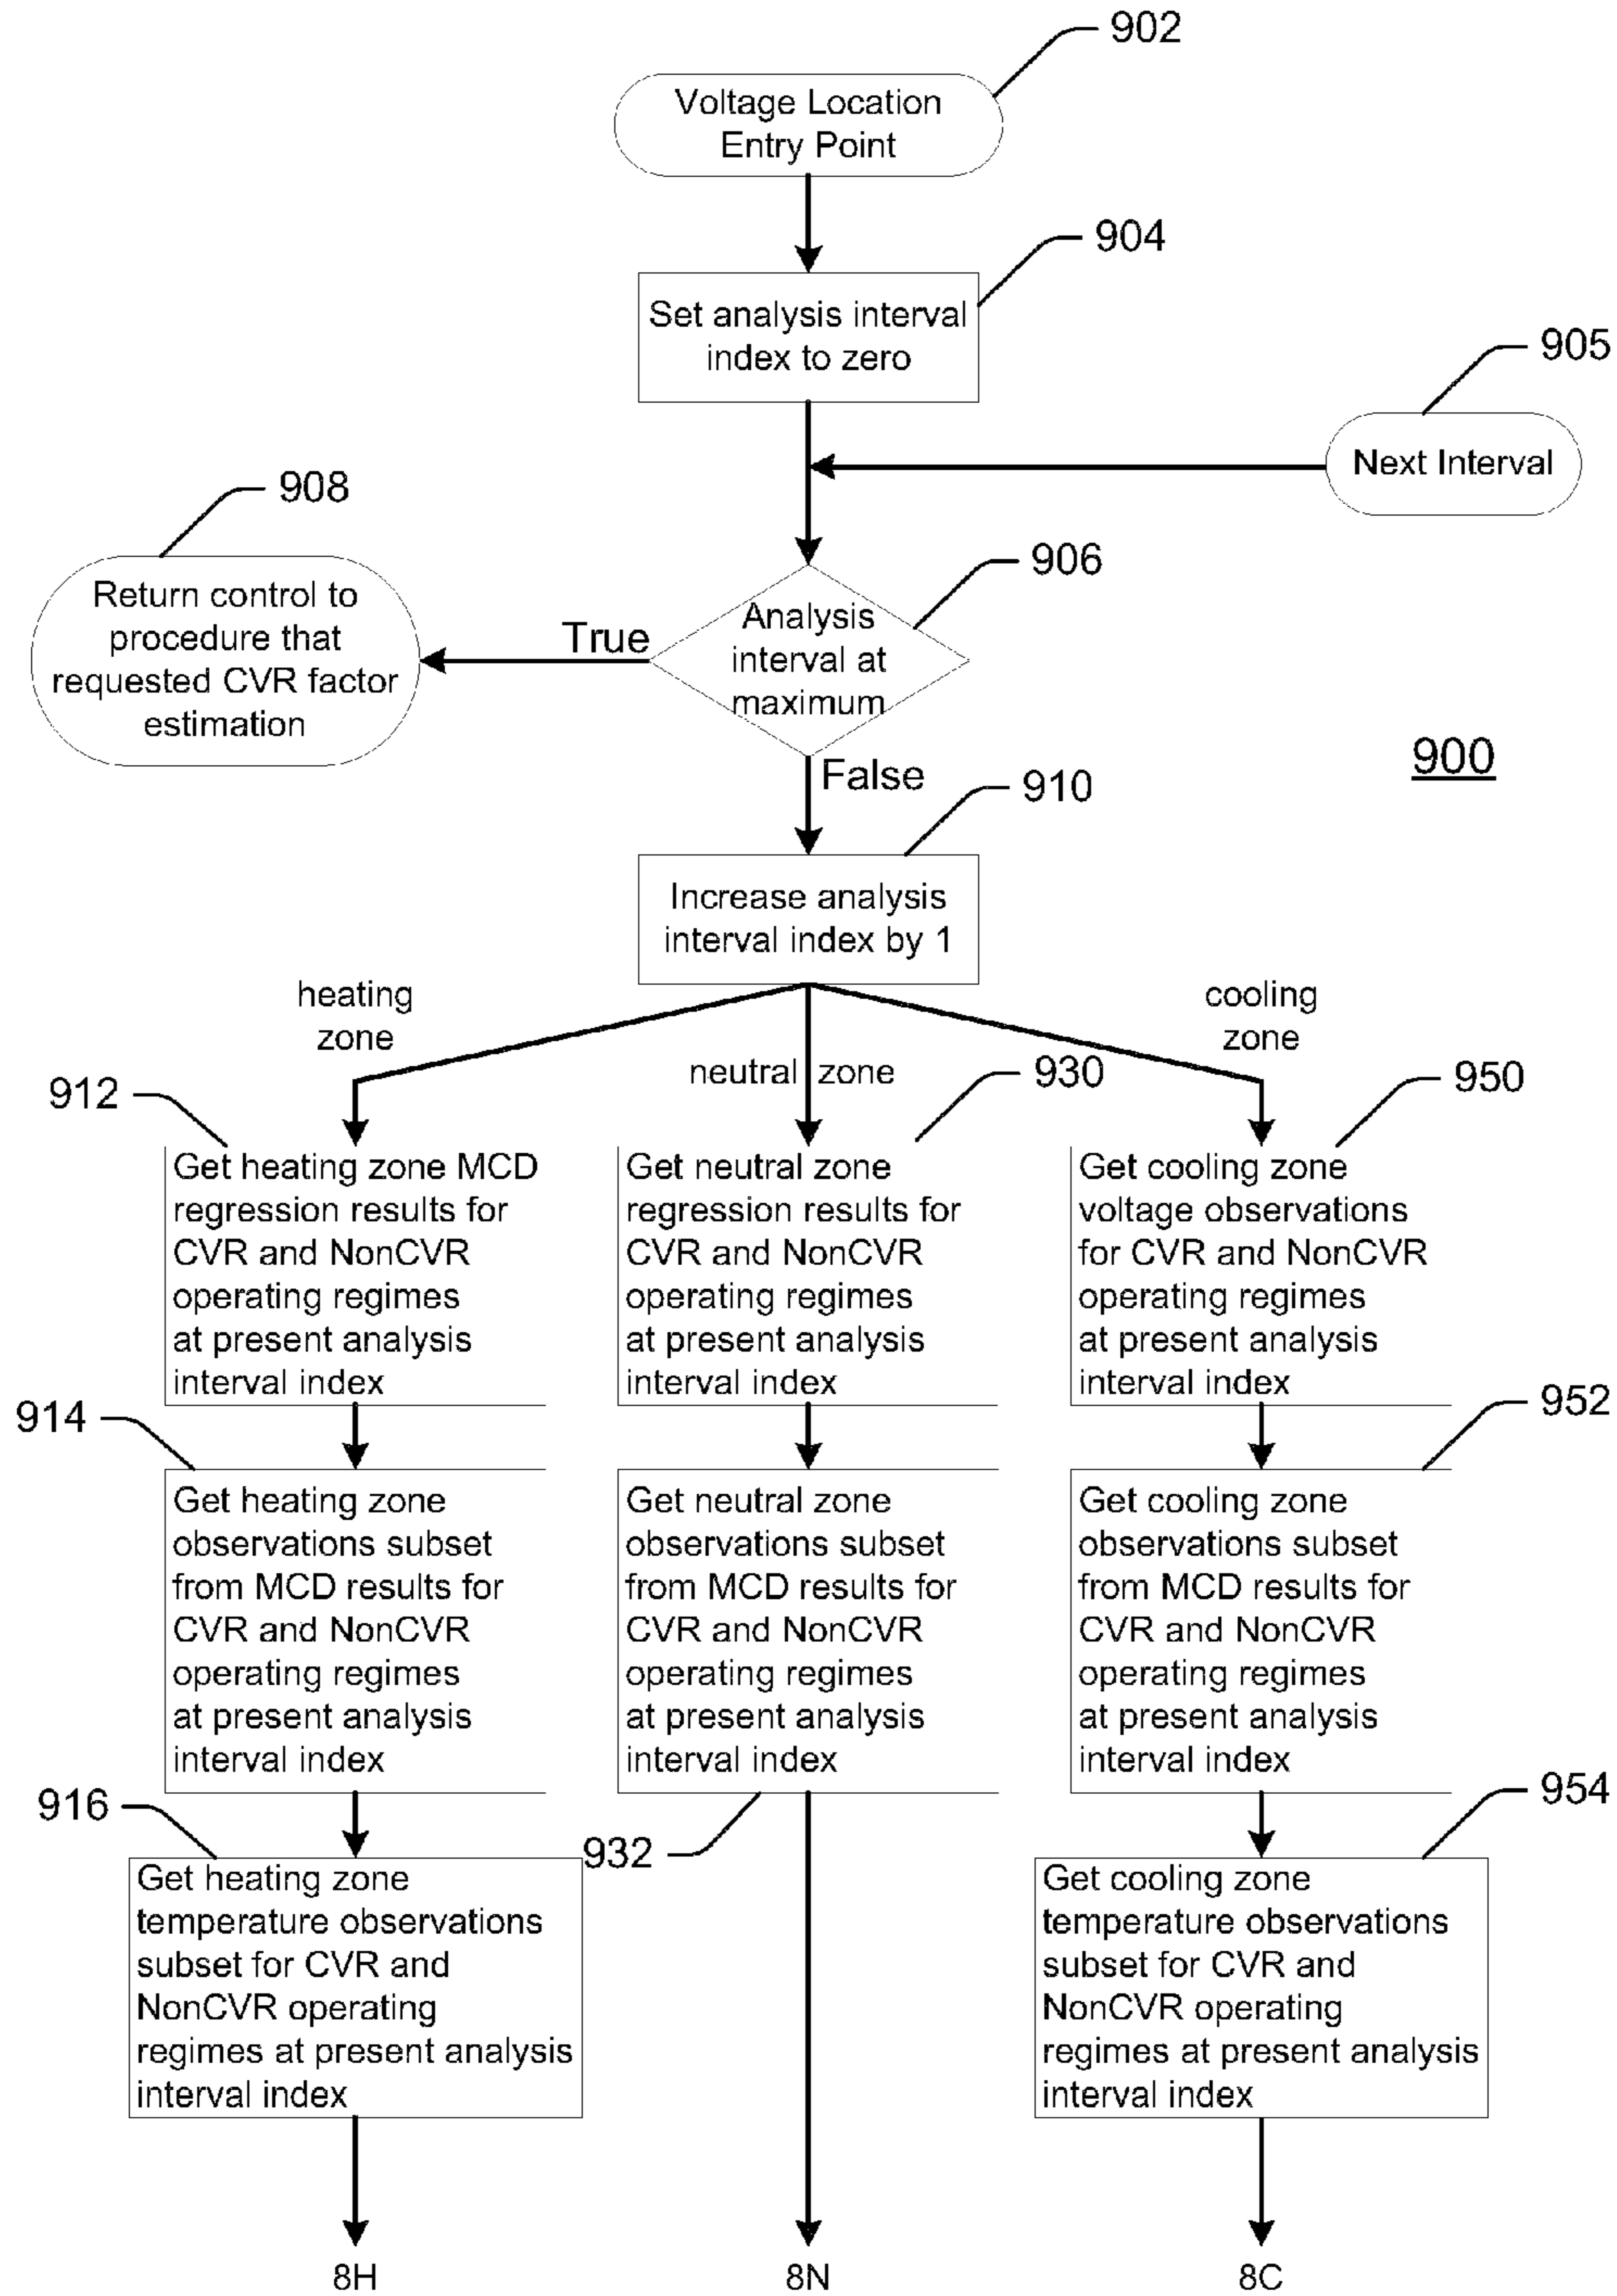 902
Voltage Location
Entry Point
904
Set analysis interval
index to zero
905
Next Interval
908
Return control to
procedure that
requested CVR factor
estimation
906
True
Analysis
interval at
maximum
False
900
910
Increase analysis
interval index by 1
heating
zone
neutral zone
cooling
zone
912
Get heating zone MCD
regression results for
CVR and NonCVR
operating regimes
at present analysis
interval index
930
Get neutral zone
regression results for
CVR and NonCVR
operating regimes
at present analysis
interval index
950
Get cooling zone
voltage observations
for CVR and NonCVR
operating regimes
at present analysis
interval index
914
Get heating zone
observations subset
from MCD results for
CVR and NonCVR
operating regimes
at present analysis
interval index
Get neutral zone
observations subset
from MCD results for
CVR and NonCVR
operating regimes
at present analysis
interval index
932
952
Get cooling zone
observations subset
from MCD results for
CVR and NonCVR
operating regimes
at present analysis
interval index
916
Get heating zone
temperature observations
subset for CVR and
NonCVR operating
regimes at present analysis
interval index
954
Get cooling zone
temperature observations
subset for CVR and
NonCVR operating
regimes at present analysis
interval index
8H
8N
8C